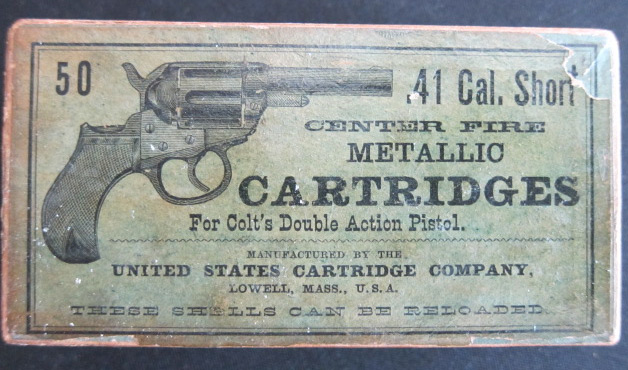 50
.41 Cal. Short
CENTER FIRE
METALLIC
CARTRIDGES
For Colt's Double Action Pistol.
MANUFACTURED BY THE
UNITED STATES CARTRIDGE COMPANY,
LOWELL, MASS., U.S.A.
THESE SHELLS CAN BE RELOADED.